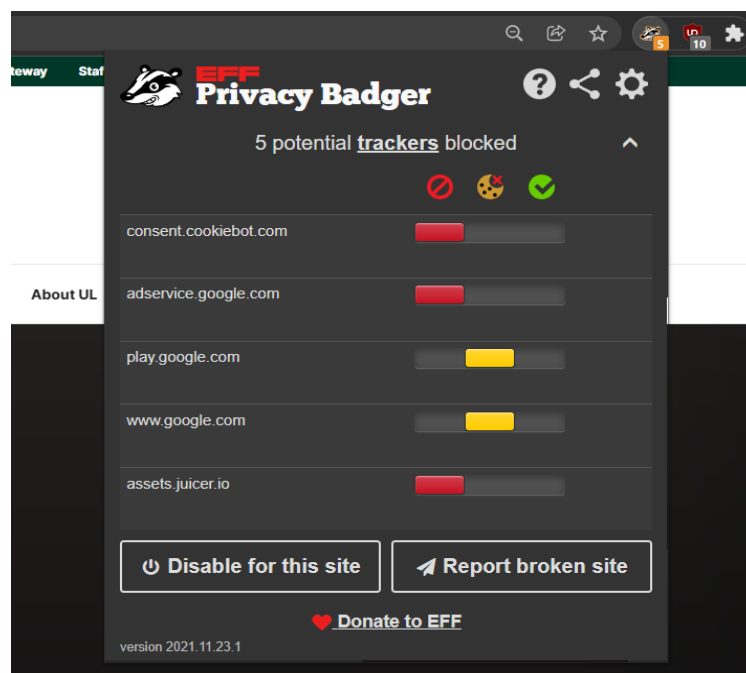 5
UD
10
teway Staf
EFF
Privacy Badger
5 potential trackers blocked
consent.cookiebot.com
About UL
adservice.google.com
play.google.com
www.google.com
assets.juicer.io
Disable for this site
Report broken site
Donate to EFF
version 2021.11.23.1